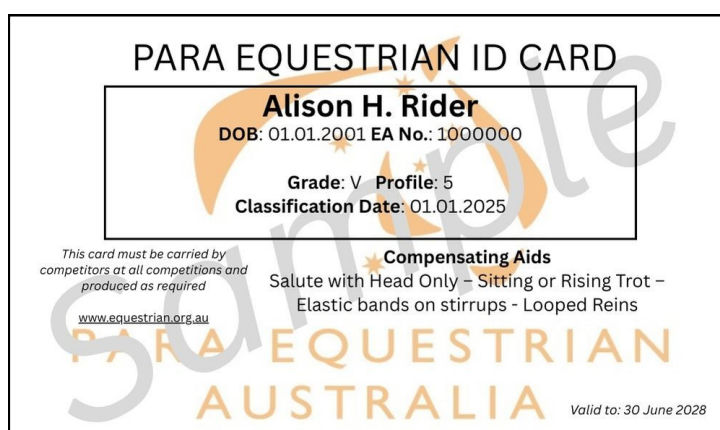 PARA EQUESTRIAN ID CARD
Alison H. Rider
DOB: 01.01.2001 EA No.: 1000000
Grade: V Profile: 5
Classification Date: 01.01.2025
This card must be carried by
competitors at all competitions and
produced as required
www.equestrian.org.au
Compensating Aids
Salute with Head Only – Sitting or Rising Trot –
Elastic bands on stirrups - Looped Reins
PARA EQUESTRIAN
AUSTRALIA
Valid to: 30 June 2028
Sample